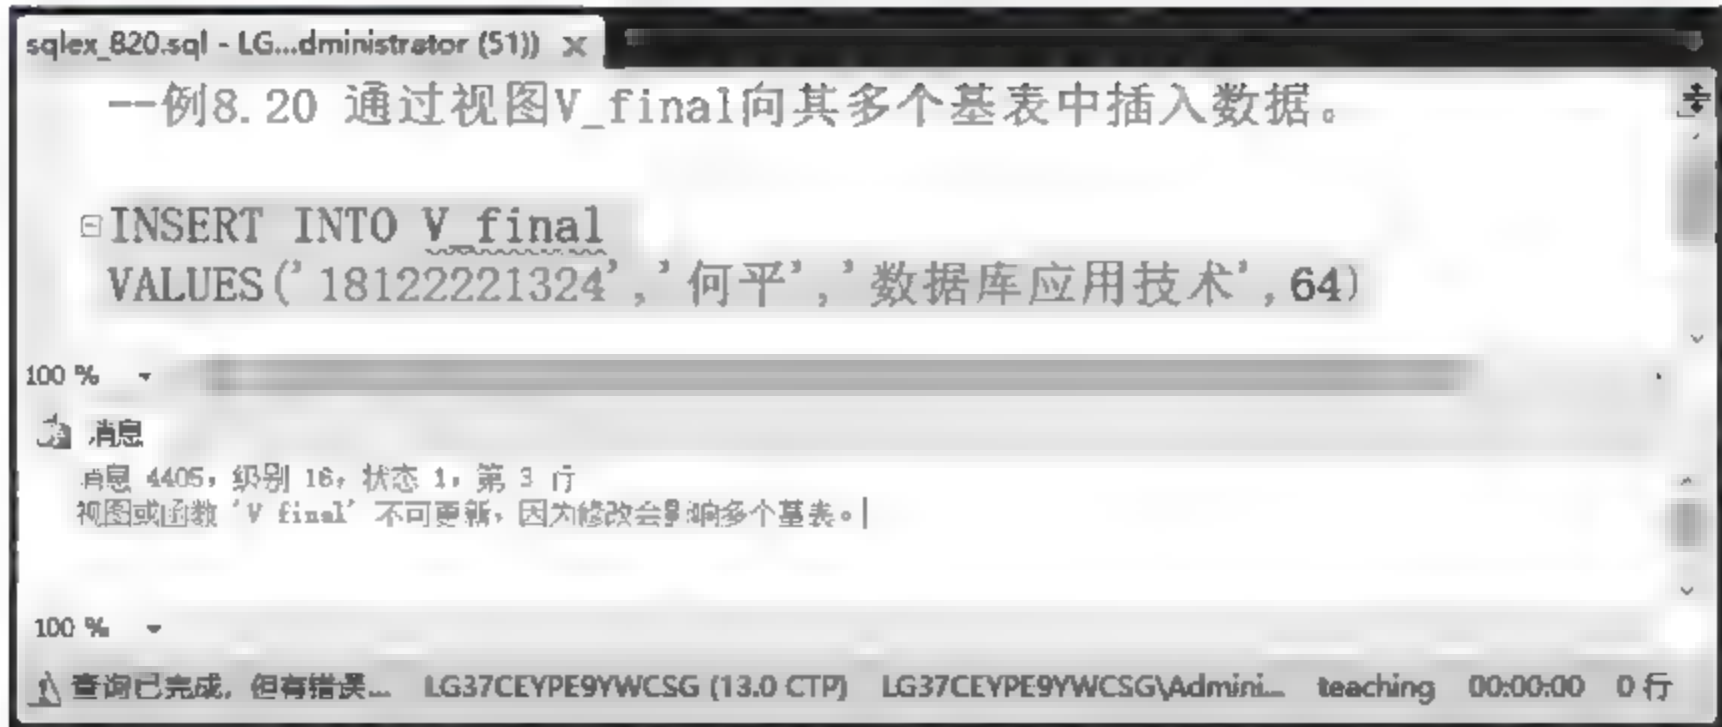 sqlex_820.sql - LG...dministrator (51)) ×
--例8.20 通过视图V_final向其多个基表中插入数据。
INSERT INTO V_final
VALUES('18122221324','何平','数据库应用技术',64)
100 %
消息
消息 4405，级别 16，状态 1，第 3 行
视图或函数 'V_final' 不可更新，因为修改会影响多个基表。
100 %
查询已完成，但有错误... LG37CEYPE9YWCSG (13.0 CTP) LG37CEYPE9YWCSG\Admini... teaching 00:00:00 0 行